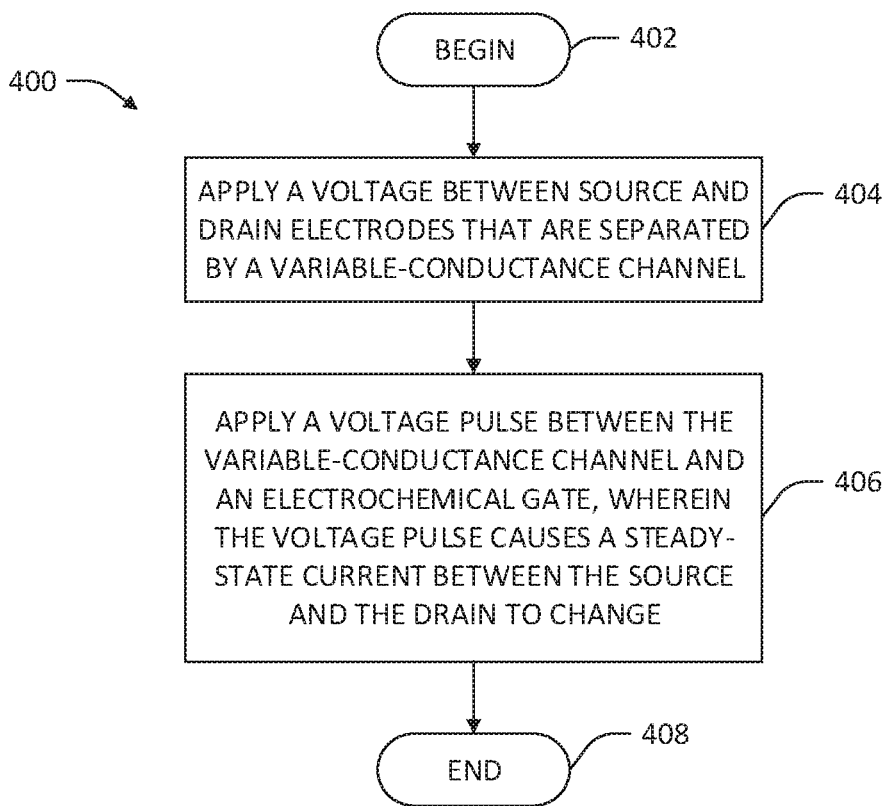 BEGIN
402
400
APPLY A VOLTAGE BETWEEN SOURCE AND
DRAIN ELECTRODES THAT ARE SEPARATED
BY A VARIABLE-CONDUCTANCE CHANNEL
404
APPLY A VOLTAGE PULSE BETWEEN THE
VARIABLE-CONDUCTANCE CHANNEL AND
AN ELECTROCHEMICAL GATE, WHEREIN
THE VOLTAGE PULSE CAUSES A STEADY-
STATE CURRENT BETWEEN THE SOURCE
AND THE DRAIN TO CHANGE
406
END
408